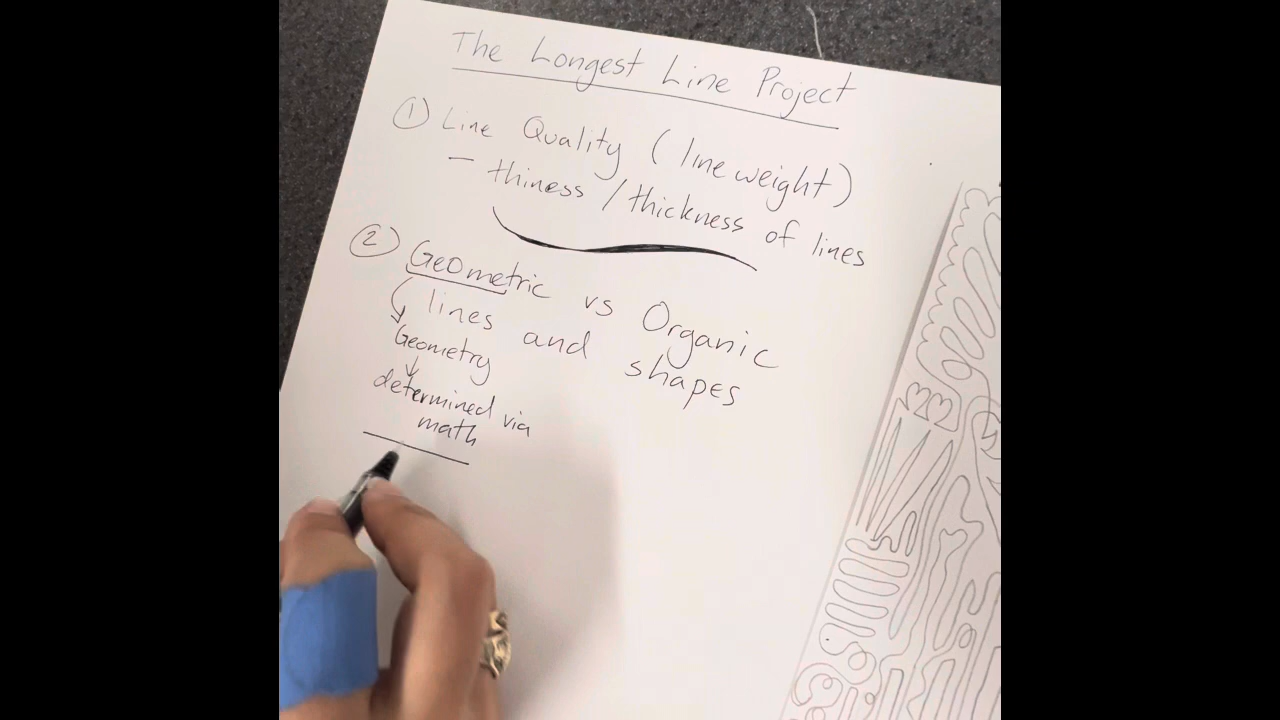 The Longest Line Project
① Line Quality (line weight)
- thiness / thickness of lines
② Geometric vs Organic
lines and shapes
Geometry
determined via
math